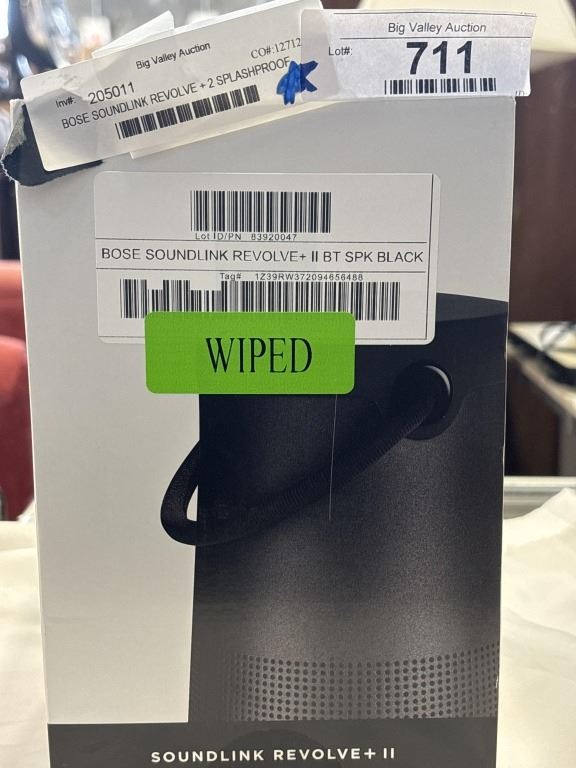 Big Valley Auction
CO#:12712
Inv#: 205011
BOSE SOUNDLINK REVOLVE + 2 SPLASHPROOF
Big Valley Auction
Lot#: 711
Lot ID/PN 83920047
BOSE SOUNDLINK REVOLVE+ II BT SPK BLACK
Tag# 1Z39RW372094656488
WIPED
SOUNDLINK REVOLVE+ II